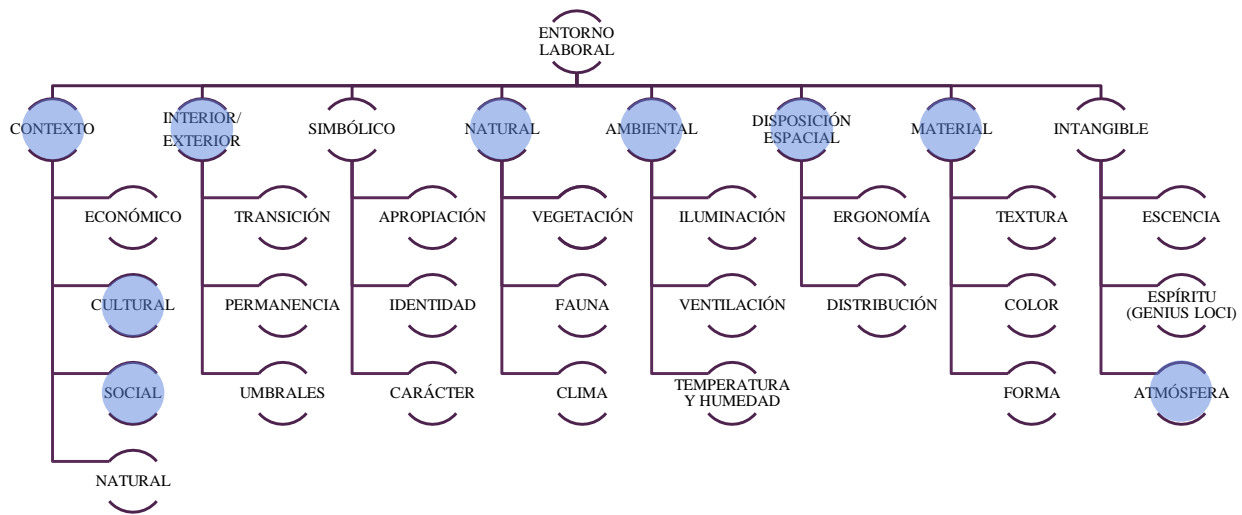 ENTORNO
LABORAL
CONTEXTO
INTERIOR/
EXTERIOR
SIMBÓLICO
NATURAL
AMBIENTAL
DISPOSICIÓN
ESPACIAL
MATERIAL
INTANGIBLE
ECONÓMICO
TRANSICIÓN
APROPIACIÓN
VEGETACIÓN
ILUMINACIÓN
ERGONOMÍA
TEXTURA
ESCENCIA
CULTURAL
PERMANENCIA
IDENTIDAD
FAUNA
VENTILACIÓN
DISTRIBUCIÓN
COLOR
ESPÍRITU
(GENIUS LOCI)
SOCIAL
UMBRALES
CARÁCTER
CLIMA
TEMPERATURA
Y HUMEDAD
FORMA
ATMÓSFERA
NATURAL